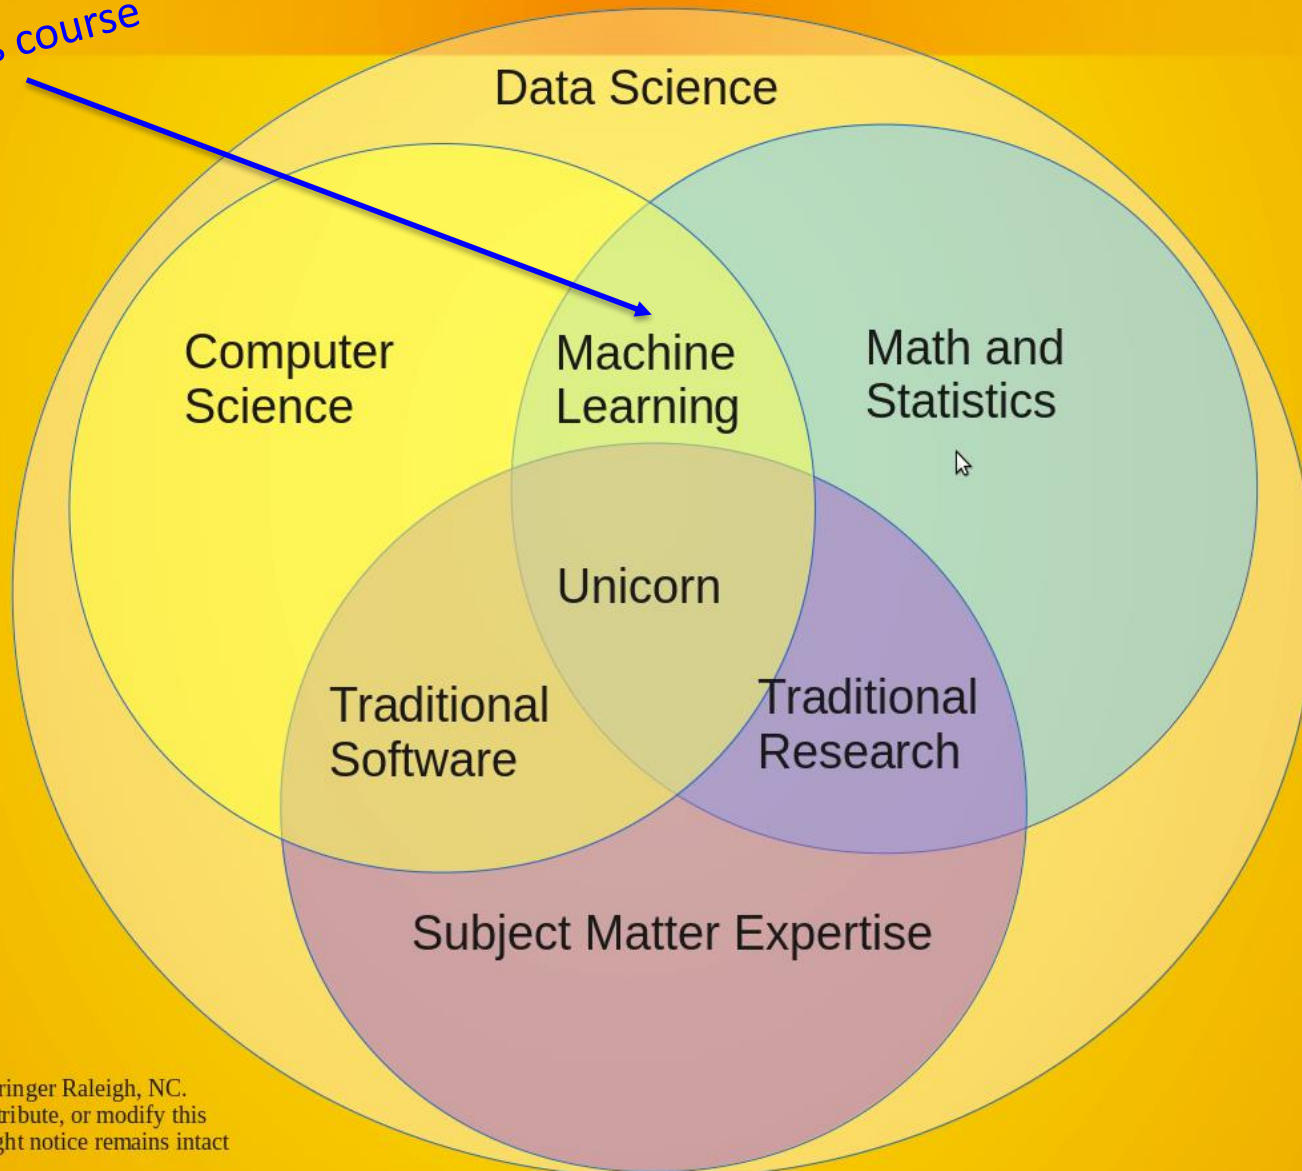 course
Data Science
Computer
Science
Machine
Learning
Math and
Statistics
Unicorn
Traditional
Software
Traditional
Research
Subject Matter Expertise
ringer Raleigh, NC.
tribute, or modify this
ght notice remains intact